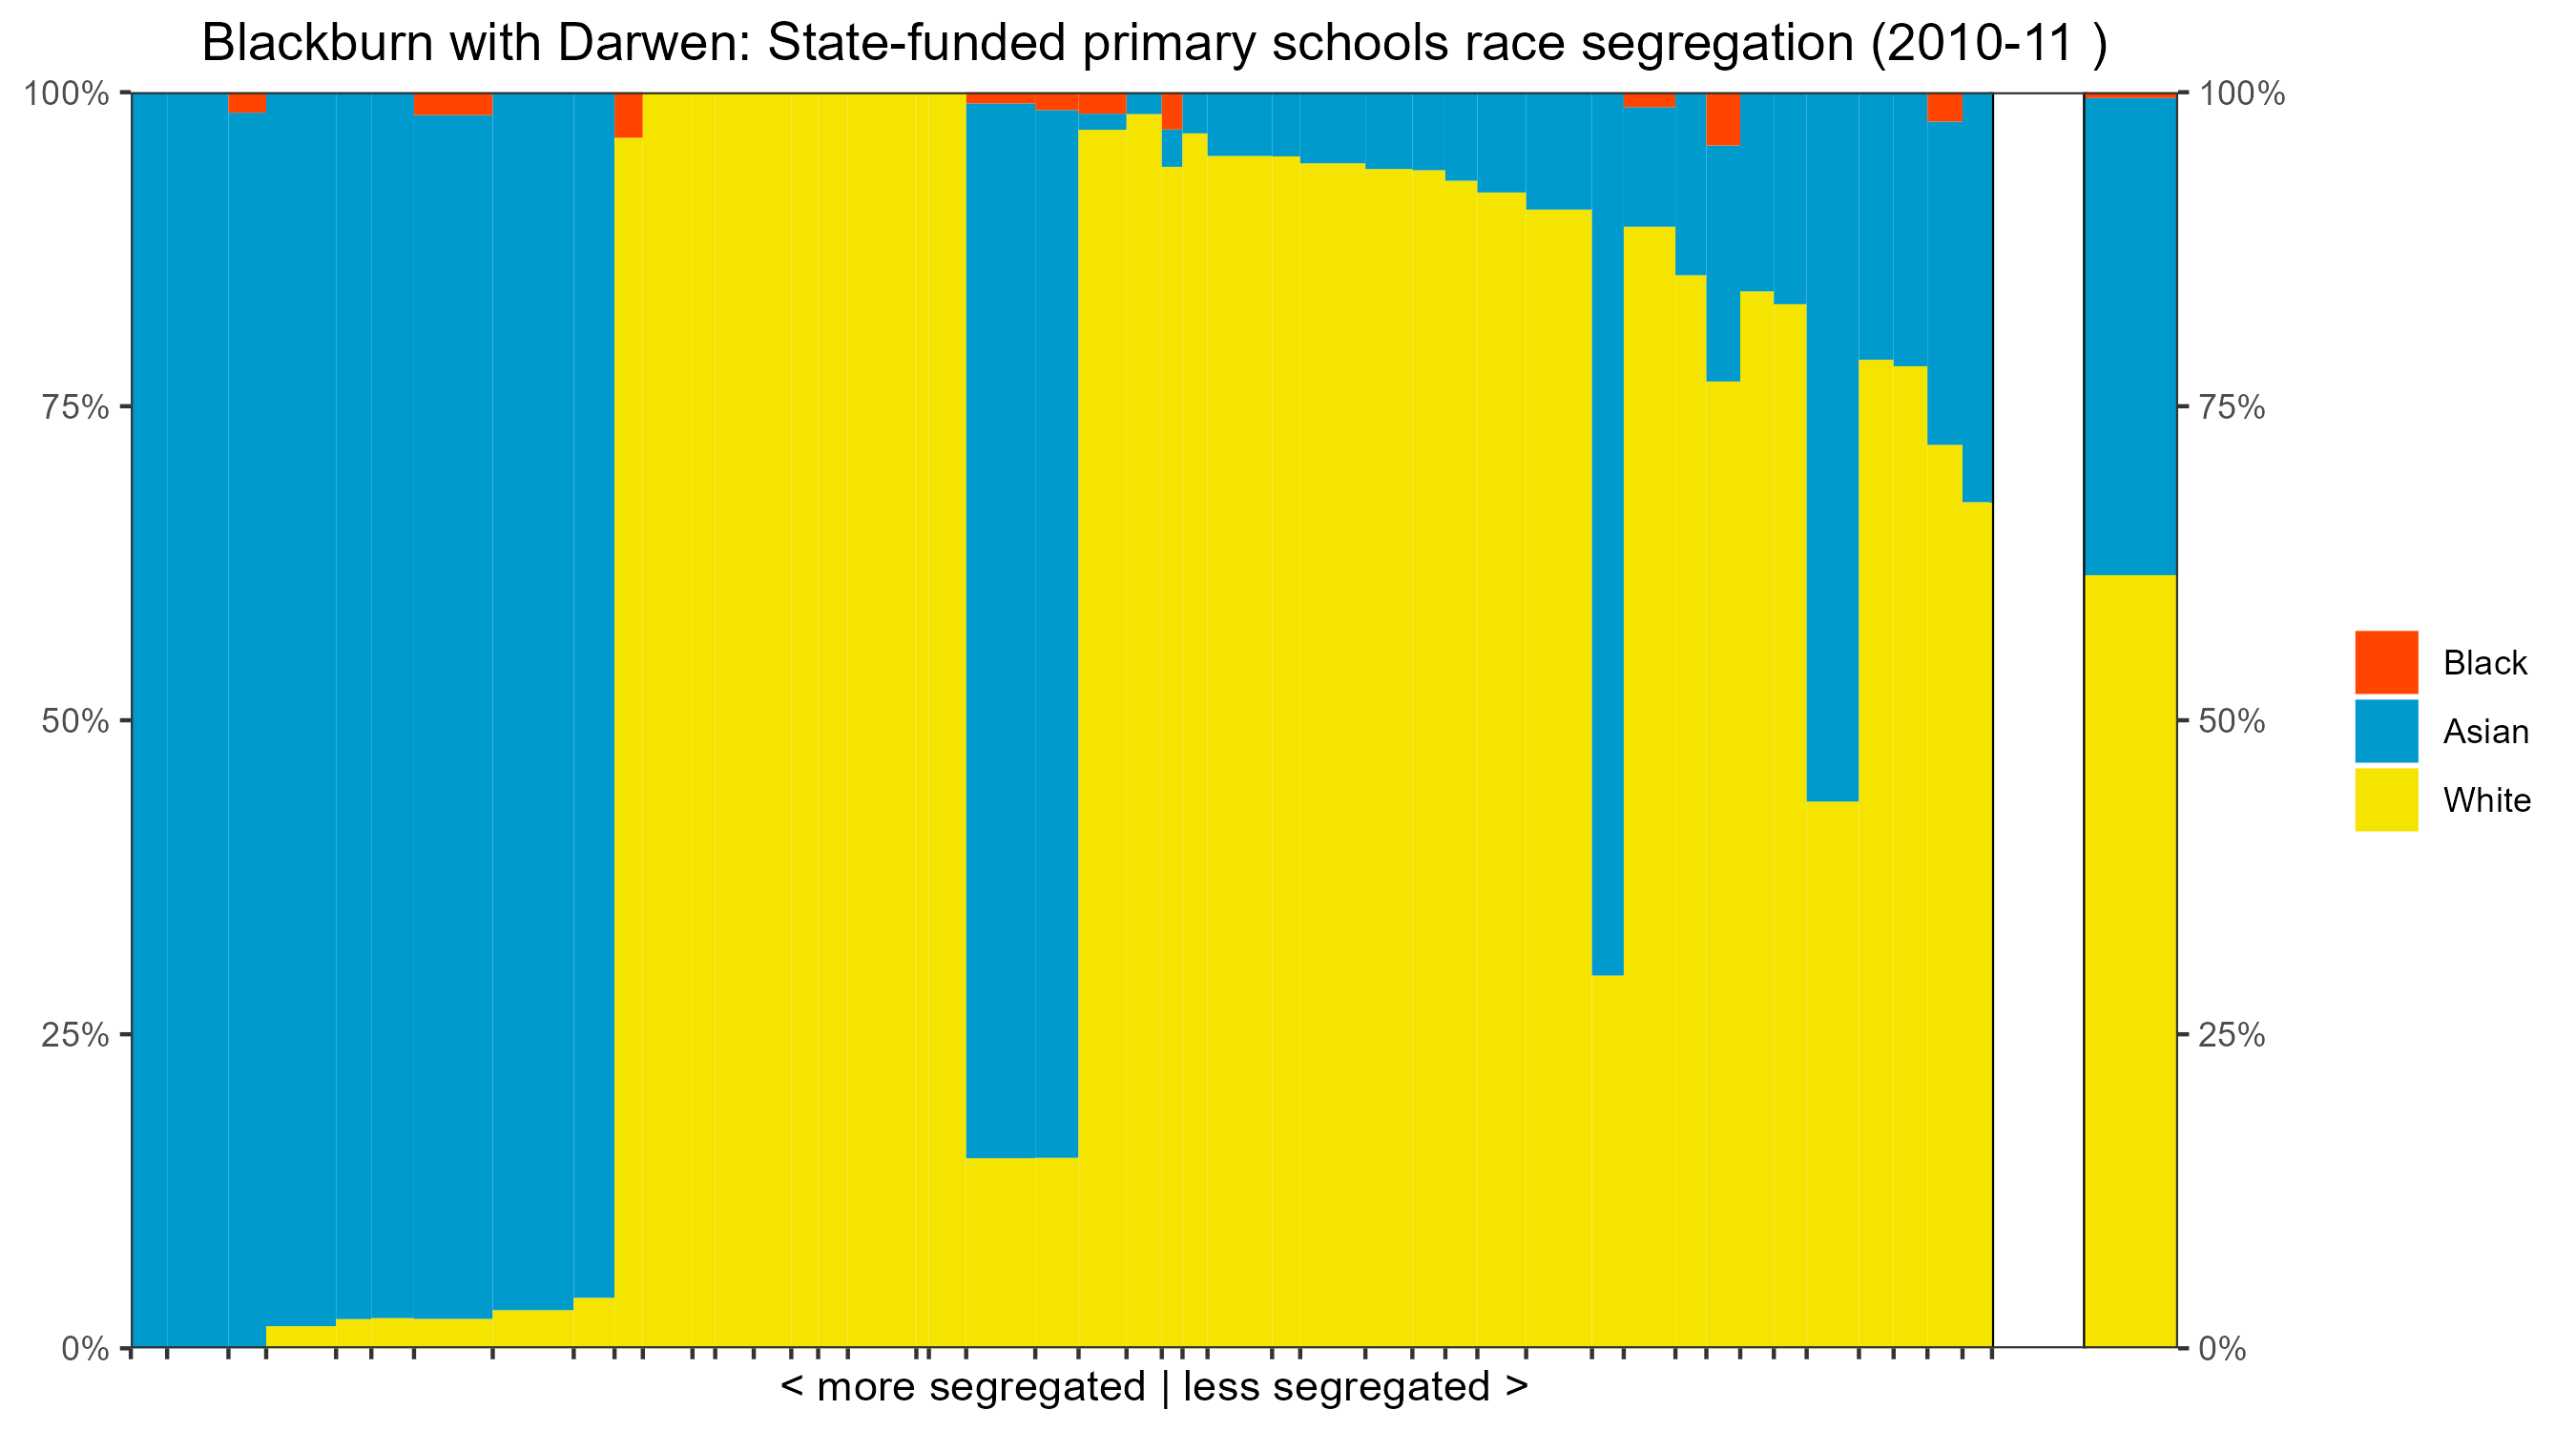 Blackburn with Darwen: State-funded primary schools race segregation (2010-11 )
100%
75%
50%
25%
0%
100%
75%
50%
25%
0%
Black
Asian
White
< more segregated | less segregated >